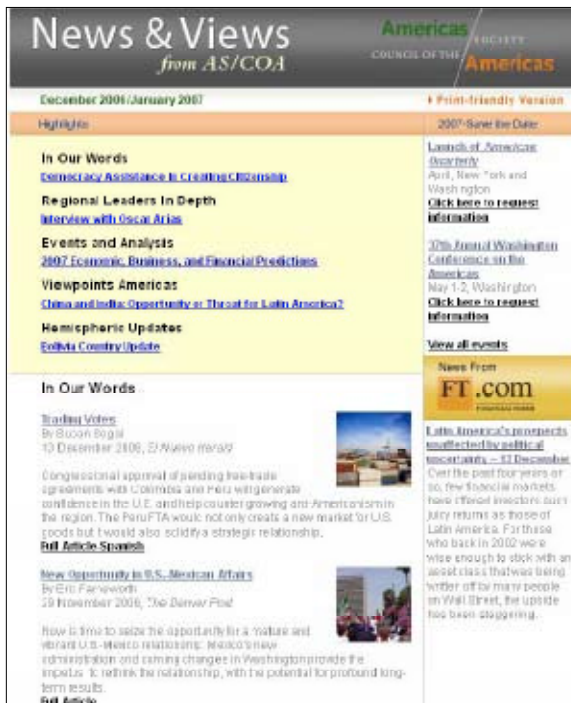 News & Views
from AS/COA
Americas
SOCIETY
COUNCIL OF THE
Americas
December 2006/January 2007
Print-friendly Version
Highlights
In Our Words
Democracy Assistance Is Creating Citizenship
Regional Leaders In Depth
Interview with Oscar Arias
Events and Analysis
2007 Economic, Business, and Financial Predictions
Viewpoints Americas
China and India: Opportunity or Threat for Latin America?
Hemispheric Updates
Bolivia Country Update
2007-Save the Date
Launch of Americas
Quarterly
April, New York and
Washington
Click here to request
information
37th Annual Washington
Conference on the
Americas
May 1-2, Washington
Click here to request
information
View all events
News From
FT.com
FINANCIAL TIMES
Latin America's prospects
unaffected by political
uncertainty – 13 December
Over the past four years or
so, few financial markets
have offered investors such
juicy returns as those of
Latin America. For those
who back in 2002 were
wise enough to stick with an
asset class that was being
written off by many people
on Wall Street, the upside
has been staggering.
In Our Words
Trading Votes
By Susan Segal
13 December 2006, El Nuevo Herald
Congressional approval of pending free-trade
agreements with Colombia and Peru will generate
confidence in the U.S. and help counter growing anti-Americanism in
the region. The Peru FTA would not only create a new market for U.S.
goods but it would also solidify a strategic relationship.
Full Article Spanish
New Opportunity in U.S.-Mexican Affairs
By Eric Farnsworth
29 November 2006, The Denver Post
Now is time to seize the opportunity for a mature and
vibrant U.S.-Mexico relationship. Mexico's new
administration and coming changes in Washington provide the
impetus to rethink the relationship, with the potential for profound long-
term results.
Full Article